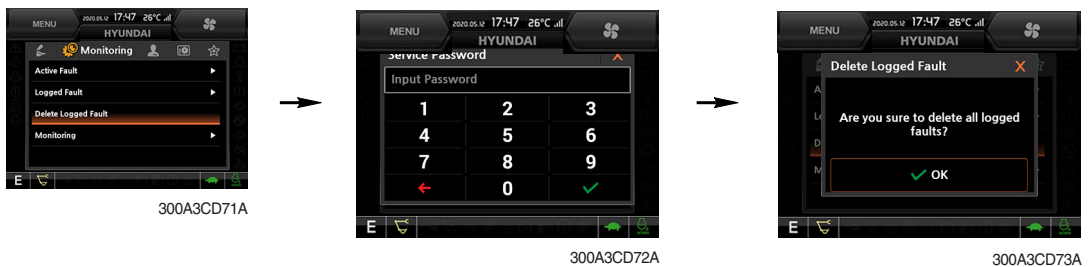 MENU
2020.05.12 17:47 26°C
HYUNDAI
Monitoring
Active Fault
Logged Fault
Delete Logged Fault
Monitoring
E
300A3CD71A
MENU
2020.05.12 17:47 26°C
HYUNDAI
Service Password X
Input Password
1 2 3
4 5 6
7 8 9
0
E
300A3CD72A
MENU
2020.05.12 17:47 26°C
HYUNDAI
Delete Logged Fault X
Are you sure to delete all logged
faults?
OK
E
300A3CD73A